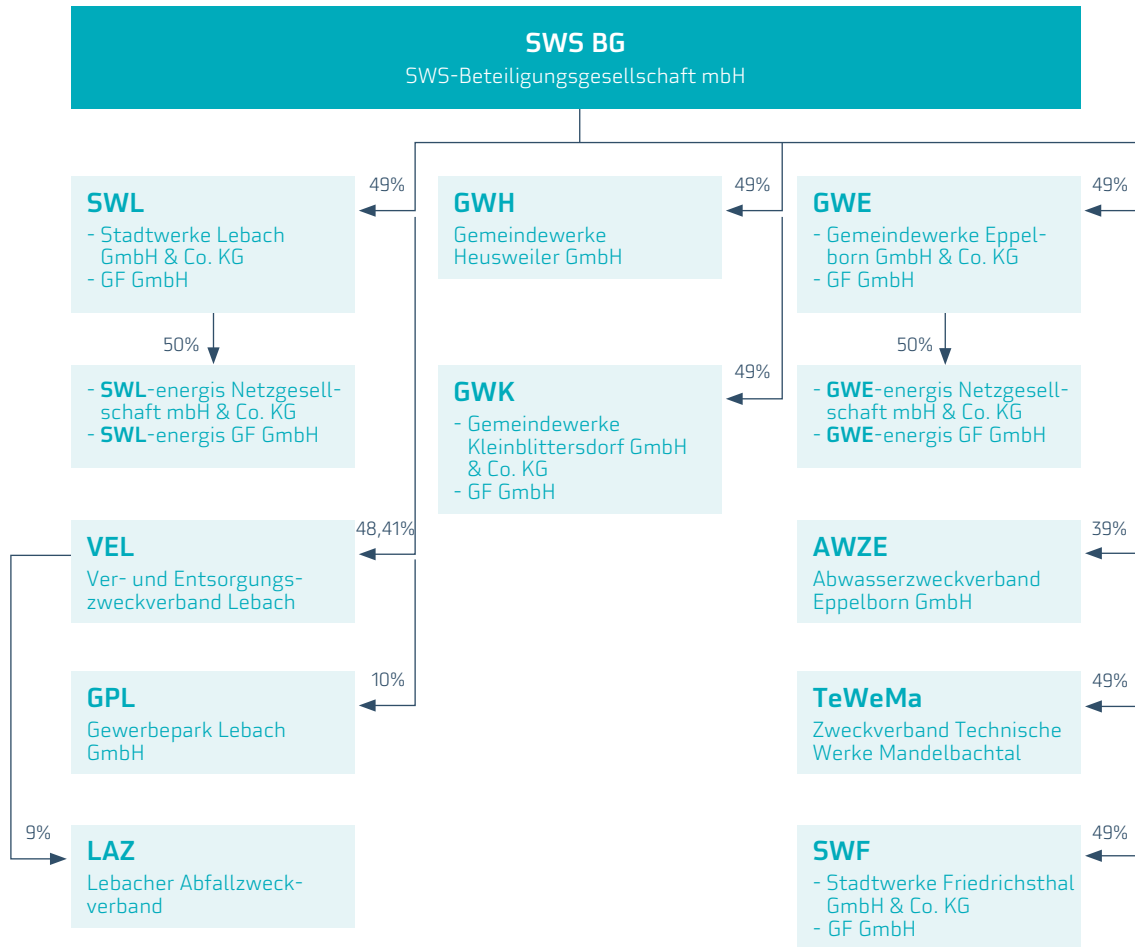 SWS BG
SWS-Beteiligungsgesellschaft mbH
49%
SWL
- Stadtwerke Lebach
GmbH & Co. KG
- GF GmbH
49%
GWH
Gemeindewerke
Heusweiler GmbH
49%
GWE
- Gemeindewerke Eppel-
born GmbH & Co. KG
- GF GmbH
50%
- SWL-energis Netzgesell-
schaft mbH & Co. KG
- SWL-energis GF GmbH
49%
GWK
- Gemeindewerke
Kleinblittersdorf GmbH
& Co. KG
- GF GmbH
50%
- GWE-energis Netzgesell-
schaft mbH & Co. KG
- GWE-energis GF GmbH
48,41%
VEL
Ver- und Entsorgungs-
zweckverband Lebach
39%
AWZE
Abwasserzweckverband
Eppelborn GmbH
10%
GPL
Gewerbepark Lebach
GmbH
49%
TeWeMa
Zweckverband Technische
Werke Mandelbachtal
9%
LAZ
Lebacher Abfallzweck-
verband
49%
SWF
- Stadtwerke Friedrichsthal
GmbH & Co. KG
- GF GmbH